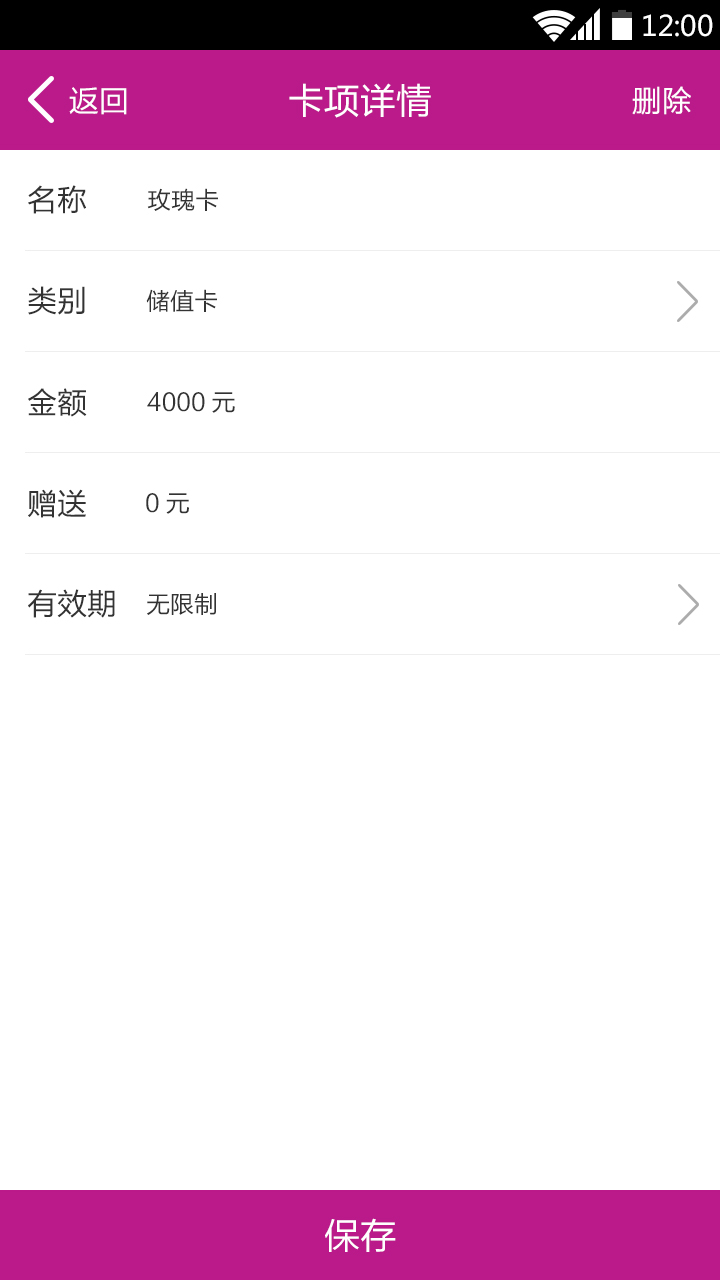 12:00
返回 卡项详情 删除
名称 玫瑰卡
类别 储值卡
金额 4000 元
赠送 0 元
有效期 无限制
保存